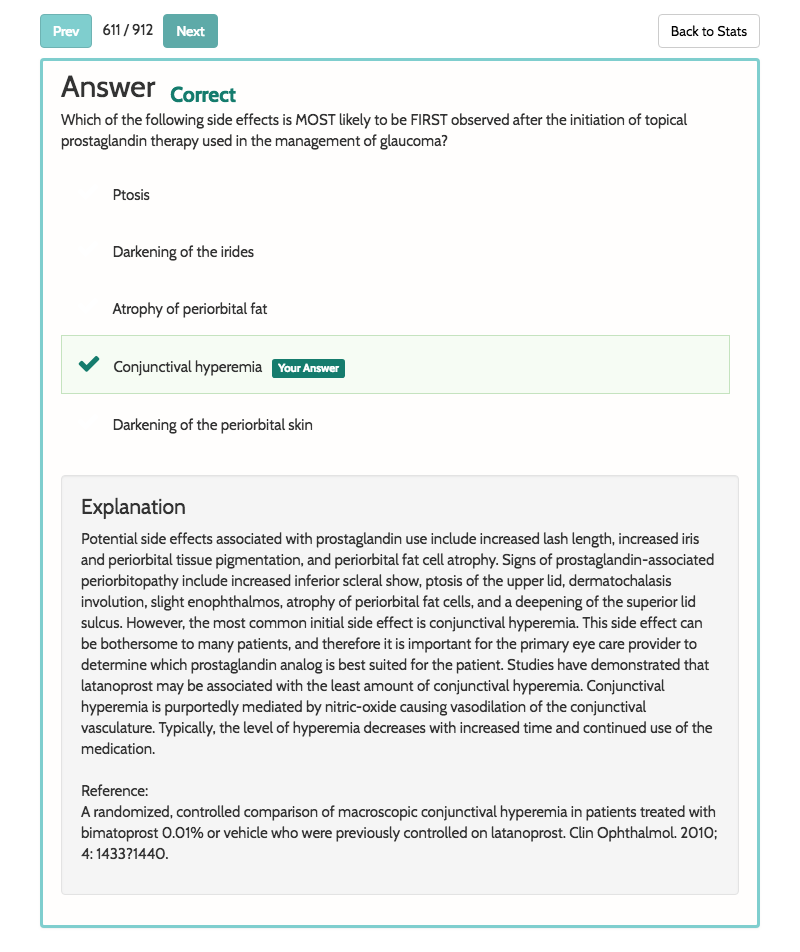 Prev 611 / 912 Next Back to Stats
Answer Correct
Which of the following side effects is MOST likely to be FIRST observed after the initiation of topical
prostaglandin therapy used in the management of glaucoma?
Ptosis
Darkening of the irides
Atrophy of periorbital fat
Conjunctival hyperemia Your Answer
Darkening of the periorbital skin
Explanation
Potential side effects associated with prostaglandin use include increased lash length, increased iris
and periorbital tissue pigmentation, and periorbital fat cell atrophy. Signs of prostaglandin-associated
periorbitopathy include increased inferior scleral show, ptosis of the upper lid, dermatochalasis
involution, slight enophthalmos, atrophy of periorbital fat cells, and a deepening of the superior lid
sulcus. However, the most common initial side effect is conjunctival hyperemia. This side effect can
be bothersome to many patients, and therefore it is important for the primary eye care provider to
determine which prostaglandin analog is best suited for the patient. Studies have demonstrated that
latanoprost may be associated with the least amount of conjunctival hyperemia. Conjunctival
hyperemia is purportedly mediated by nitric-oxide causing vasodilation of the conjunctival
vasculature. Typically, the level of hyperemia decreases with increased time and continued use of the
medication.
Reference:
A randomized, controlled comparison of macroscopic conjunctival hyperemia in patients treated with
bimatoprost 0.01% or vehicle who were previously controlled on latanoprost. Clin Ophthalmol. 2010;
4: 1433?1440.